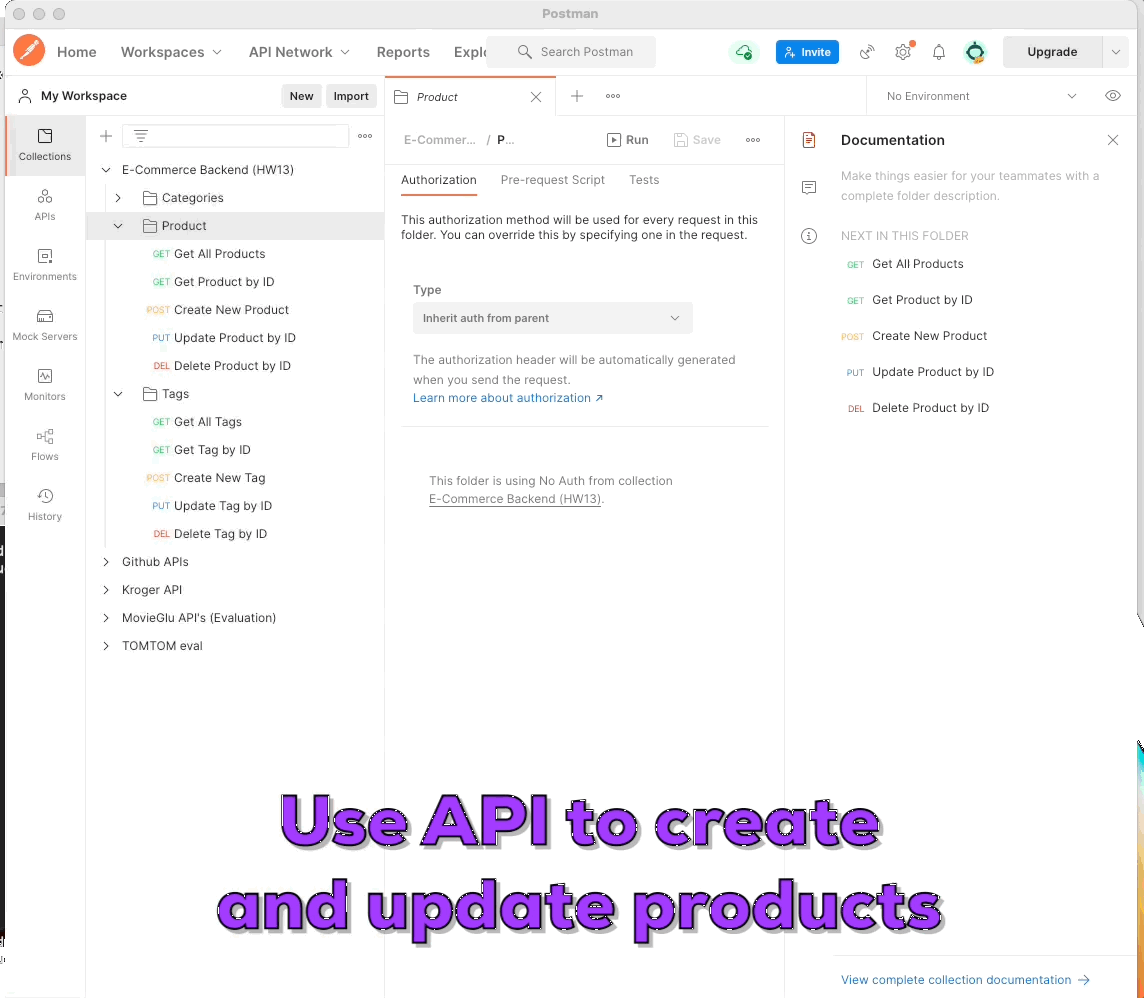 Postman
Home Workspaces API Network Reports Explo Search Postman Invite Upgrade
My Workspace New Import Product No Environment
Collections
APIs
Environments
Mock Servers
Monitors
Flows
History
E-Commerce Backend (HW13)
Categories
Product
GET Get All Products
GET Get Product by ID
POST Create New Product
PUT Update Product by ID
DEL Delete Product by ID
Tags
GET Get All Tags
GET Get Tag by ID
POST Create New Tag
PUT Update Tag by ID
DEL Delete Tag by ID
Github APIs
Kroger API
MovieGlu API's (Evaluation)
TOMTOM eval
E-Commer... / P... Run Save
Authorization Pre-request Script Tests
This authorization method will be used for every request in this
folder. You can override this by specifying one in the request.
Type
Inherit auth from parent
The authorization header will be automatically generated
when you send the request.
Learn more about authorization ↗
This folder is using No Auth from collection
E-Commerce Backend (HW13).
Documentation
Make things easier for your teammates with a
complete folder description.
NEXT IN THIS FOLDER
GET Get All Products
GET Get Product by ID
POST Create New Product
PUT Update Product by ID
DEL Delete Product by ID
View complete collection documentation →
Use API to create
and update products